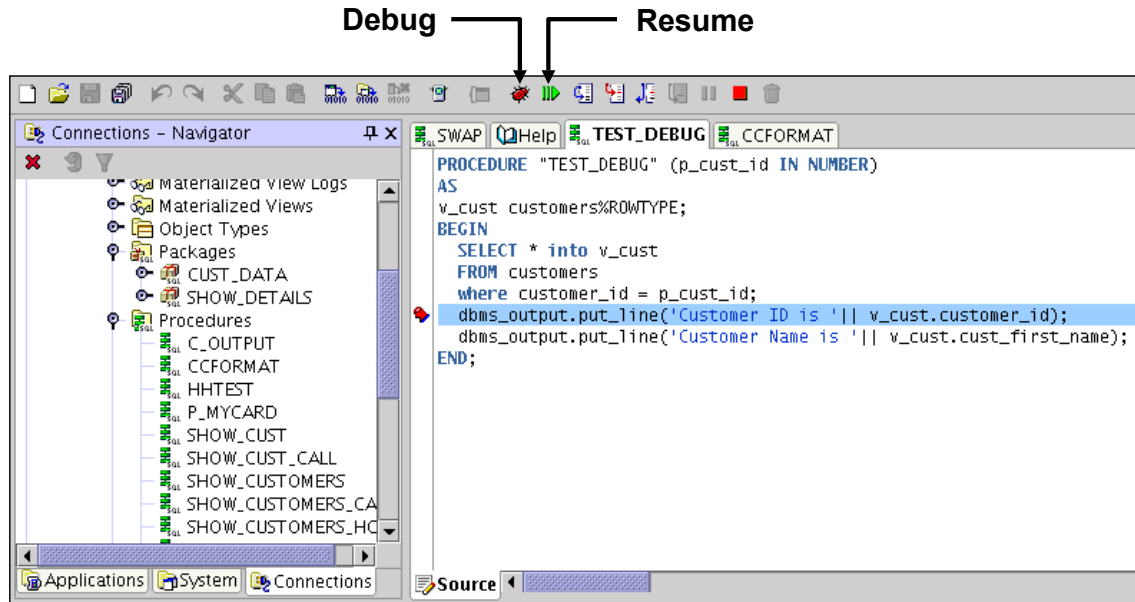 Debug
Resume
Connections - Navigator
Materialized View Logs
Materialized Views
Object Types
Packages
CUST_DATA
SHOW_DETAILS
Procedures
C_OUTPUT
CCFORMAT
HHTEST
P_MYCARD
SHOW_CUST
SHOW_CUST_CALL
SHOW_CUSTOMERS
SHOW_CUSTOMERS_CA
SHOW_CUSTOMERS_HC
Applications
System
Connections
SWAP
Help
TEST_DEBUG
CCFORMAT
PROCEDURE "TEST_DEBUG" (p_cust_id IN NUMBER)
AS
v_cust customers%ROWTYPE;
BEGIN
SELECT * into v_cust
FROM customers
where customer_id = p_cust_id;
dbms_output.put_line('Customer ID is '|| v_cust.customer_id);
dbms_output.put_line('Customer Name is '|| v_cust.cust_first_name);
END;
Source